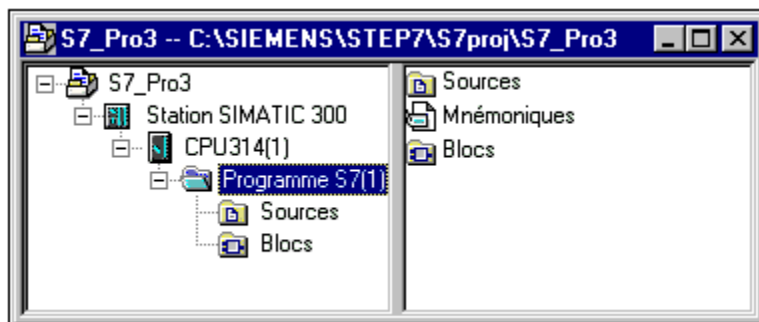 S7_Pro3 -- C:\SIEMENS\STEP7\S7proj\S7_Pro3
S7_Pro3
Station SIMATIC 300
CPU314(1)
Programme S7(1)
Sources
Blocs
Sources
Mnémoniques
Blocs